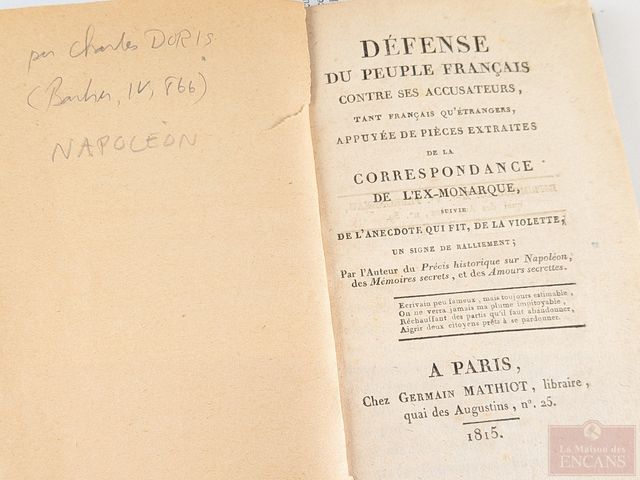 par Charles DORIS
(Barbier, IV, 866)
NAPOLÉON
DÉFENSE
DU PEUPLE FRANÇAIS
CONTRE SES ACCUSATEURS,
TANT FRANÇAIS QU'ÉTRANGERS,
APPUYÉE DE PIÈCES EXTRAITES
DE LA
CORRESPONDANCE
DE L'EX-MONARQUE,
SUIVIE
DE L'ANECDOTE QUI FIT, DE LA VIOLETTE,
UN SIGNE DE RALLIEMENT;
Par l'Auteur du Précis historique sur Napoléon,
des Mémoires secrets, et des Amours secrettes.
Ecrivain peu fameux, mais toujours estimable,
On ne verra jamais ma plume impitoyable,
Réchauffant des partis qu'il faut abandonner,
Aigrir deux citoyens prêts à se pardonner.
A PARIS,
Chez GERMAIN MATHIOT, libraire,
quai des Augustins, n°. 25.
1815.
La Maison des
ENCANS